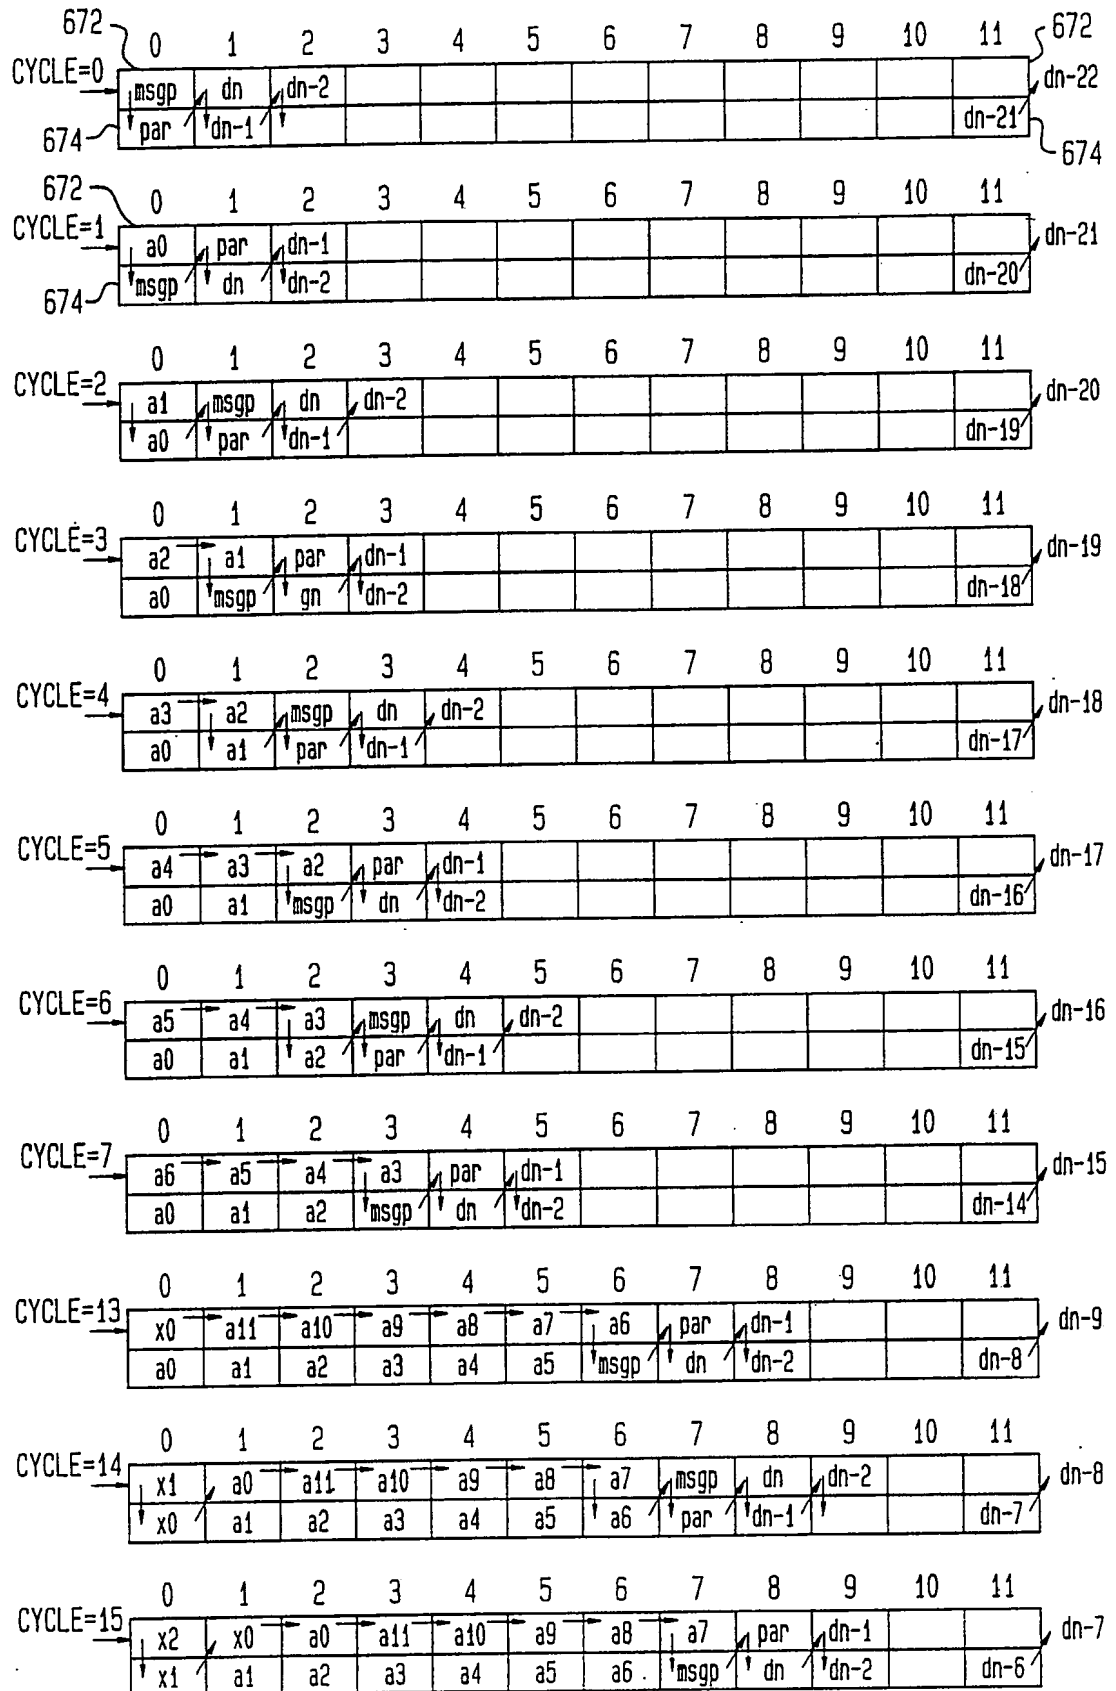 672 0 1 2 3 4 5 6 7 8 9 10 11 672
CYCLE=0 msgp dn dn-2 dn-22
674 par dn-1 dn-21 674
672 0 1 2 3 4 5 6 7 8 9 10 11
CYCLE=1 a0 par dn-1 dn-21
674 msgp dn dn-2 dn-20
0 1 2 3 4 5 6 7 8 9 10 11
CYCLE=2 a1 msgp dn dn-2 dn-20
a0 par dn-1 dn-19
0 1 2 3 4 5 6 7 8 9 10 11
CYCLE=3 a2 a1 par dn-1 dn-19
a0 msgp gn dn-2 dn-18
0 1 2 3 4 5 6 7 8 9 10 11
CYCLE=4 a3 a2 msgp dn dn-2 dn-18
a0 a1 par dn-1 dn-17
0 1 2 3 4 5 6 7 8 9 10 11
CYCLE=5 a4 a3 a2 par dn-1 dn-17
a0 a1 msgp dn dn-2 dn-16
0 1 2 3 4 5 6 7 8 9 10 11
CYCLE=6 a5 a4 a3 msgp dn dn-2 dn-16
a0 a1 a2 par dn-1 dn-15
0 1 2 3 4 5 6 7 8 9 10 11
CYCLE=7 a6 a5 a4 a3 par dn-1 dn-15
a0 a1 a2 msgp dn dn-2 dn-14
0 1 2 3 4 5 6 7 8 9 10 11
CYCLE=13 x0 a11 a10 a9 a8 a7 a6 par dn-1 dn-9
a0 a1 a2 a3 a4 a5 msgp dn dn-2 dn-8
0 1 2 3 4 5 6 7 8 9 10 11
CYCLE=14 x1 a0 a11 a10 a9 a8 a7 msgp dn dn-2 dn-8
x0 a1 a2 a3 a4 a5 a6 par dn-1 dn-7
0 1 2 3 4 5 6 7 8 9 10 11
CYCLE=15 x2 x0 a0 a11 a10 a9 a8 a7 par dn-1 dn-7
x1 a1 a2 a3 a4 a5 a6 msgp dn dn-2 dn-6